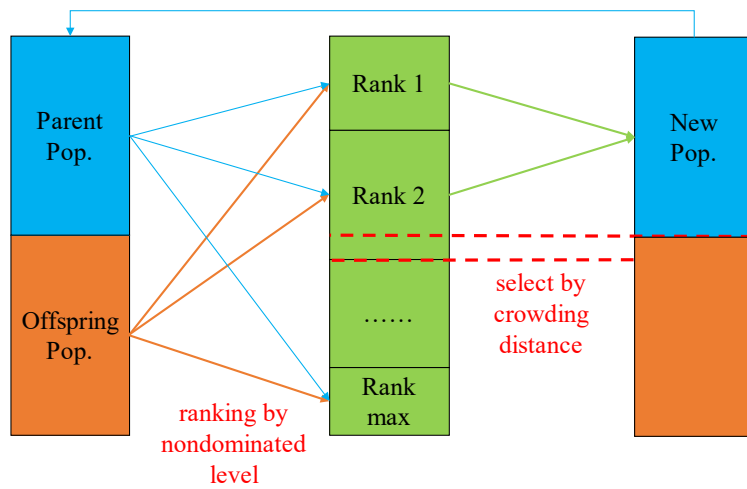 Parent
Pop.
Offspring
Pop.
ranking by
nondominated
level
Rank 1
Rank 2
……
Rank
max
select by
crowding
distance
New
Pop.